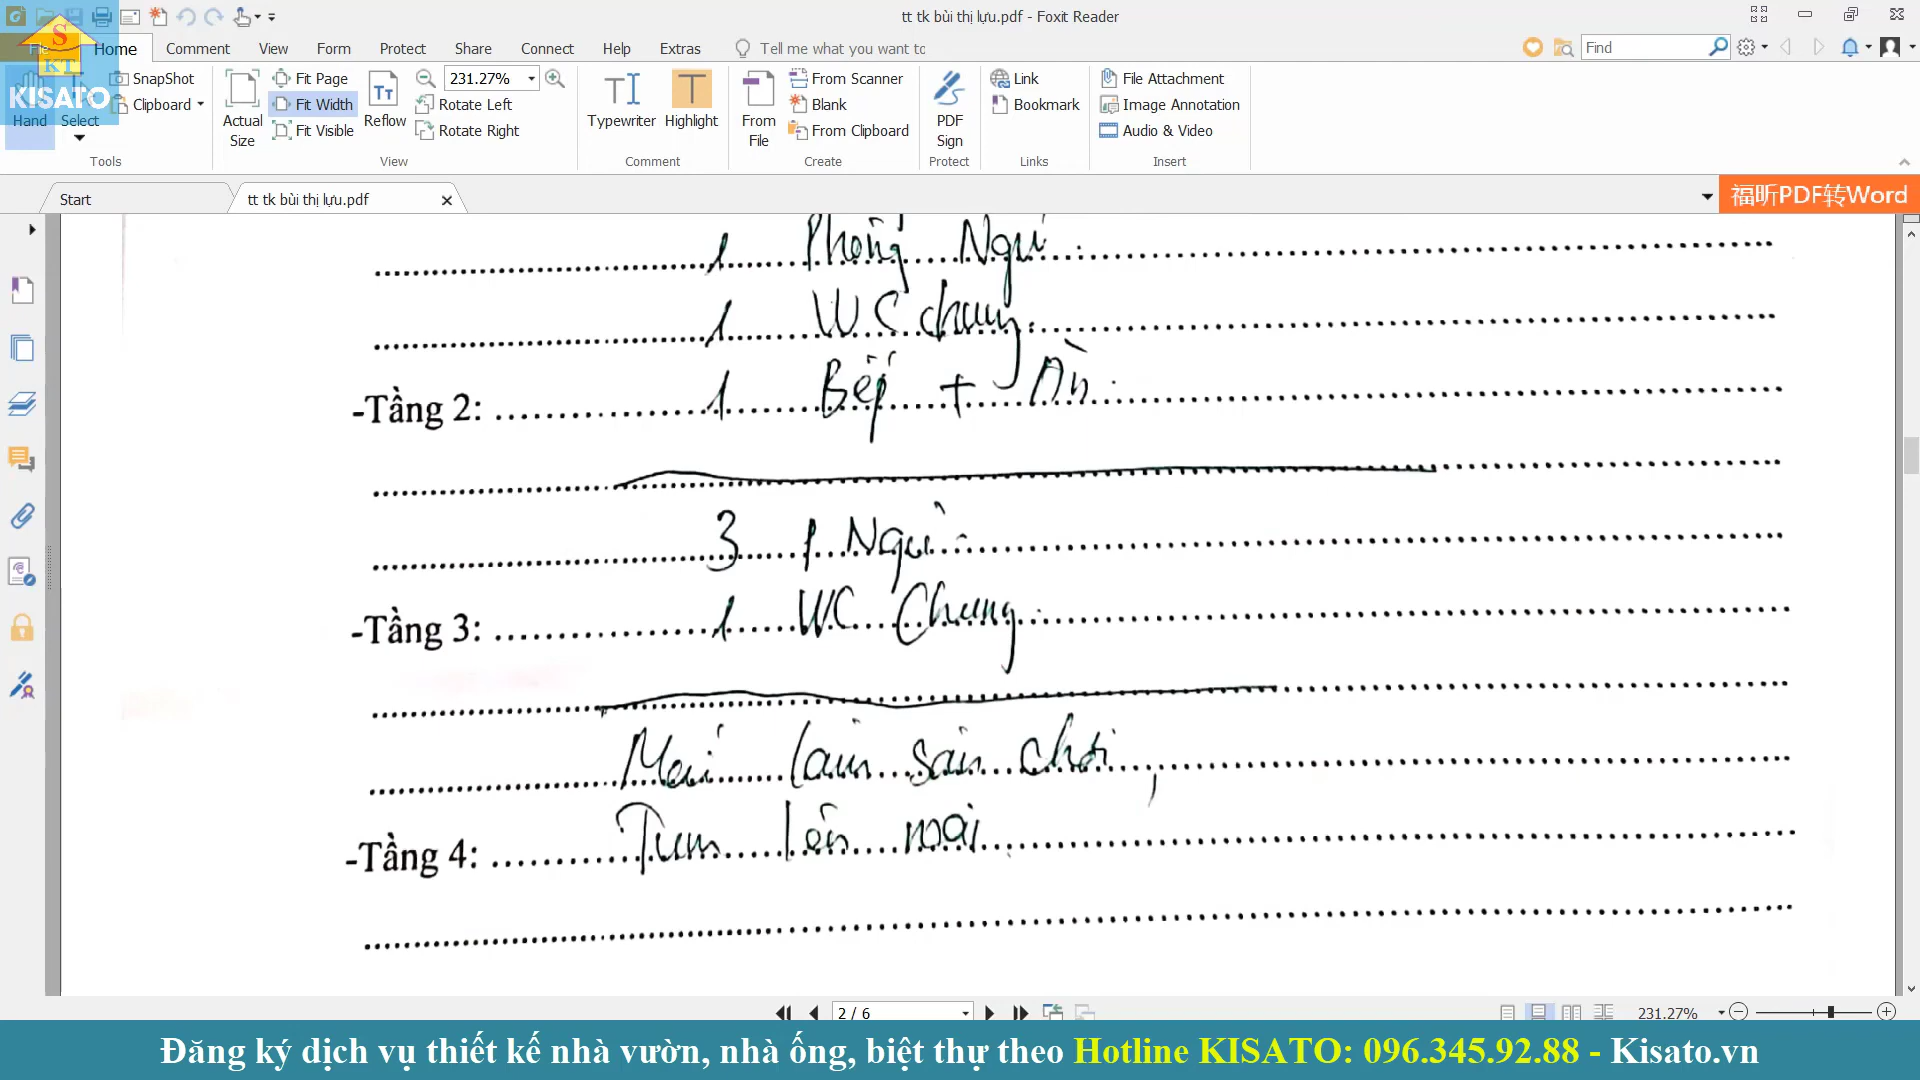 tt tk bùi thị lựu.pdf - Foxit Reader
File Home Comment View Form Protect Share Connect Help Extras Tell me what you want to Find
S
KT
KISATO
Hand Select SnapShot Clipboard
Actual Size Fit Page Fit Width Fit Visible Reflow 231.27% Rotate Left Rotate Right
Typewriter Highlight From File From Scanner Blank From Clipboard
PDF Sign Link Bookmark File Attachment Image Annotation Audio & Video
Tools View Comment Create Protect Links Insert
Start tt tk bùi thị lựu.pdf 福昕PDF转Word
1 Phòng Ngủ
1 WC chung
-Tầng 2: 1 Bếp + Ăn
3 P Ngủ
-Tầng 3: 1 WC Chung
Mái làm sân chơi,
-Tầng 4: Tum lên mái
2 / 6 231.27%
Đăng ký dịch vụ thiết kế nhà vườn, nhà ống, biệt thự theo Hotline KISATO: 096.345.92.88 - Kisato.vn